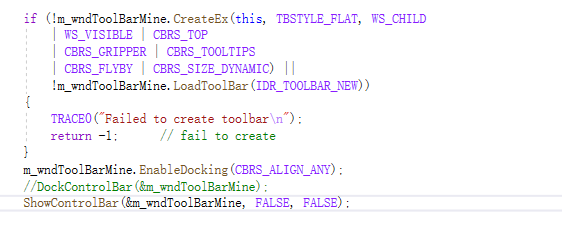 if (!m_wndToolBarMine.CreateEx(this, TBSTYLE_FLAT, WS_CHILD
| WS_VISIBLE | CBRS_TOP
| CBRS_GRIPPER | CBRS_TOOLTIPS
| CBRS_FLYBY | CBRS_SIZE_DYNAMIC) ||
!m_wndToolBarMine.LoadToolBar(IDR_TOOLBAR_NEW))
{
TRACE0("Failed to create toolbar\n");
return -1;      // fail to create
}
m_wndToolBarMine.EnableDocking(CBRS_ALIGN_ANY);
//DockControlBar(&m_wndToolBarMine);
ShowControlBar(&m_wndToolBarMine, FALSE, FALSE);